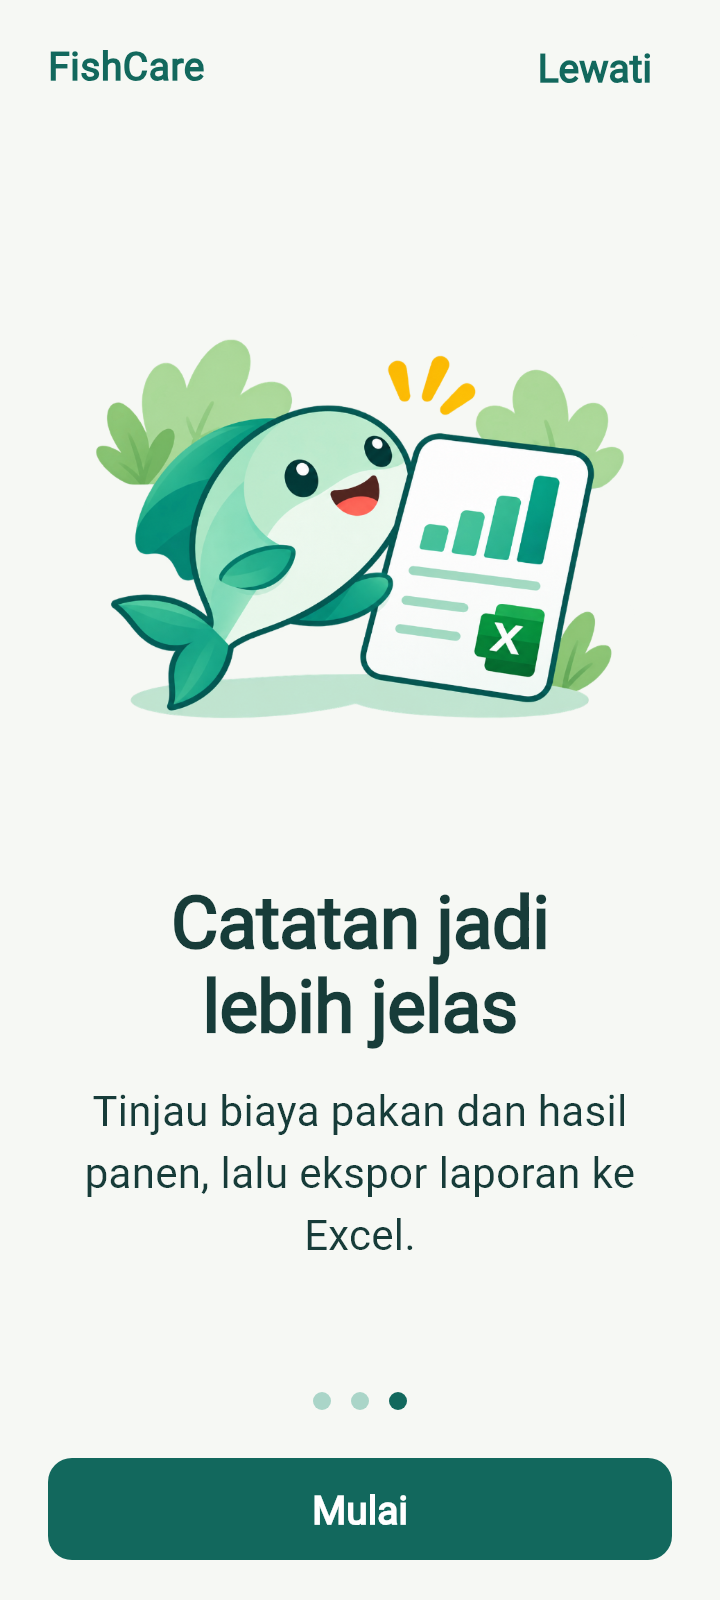 FishCare
Lewati
X
Catatan jadi
lebih jelas
Tinjau biaya pakan dan hasil
panen, lalu ekspor laporan ke
Excel.
Mulai